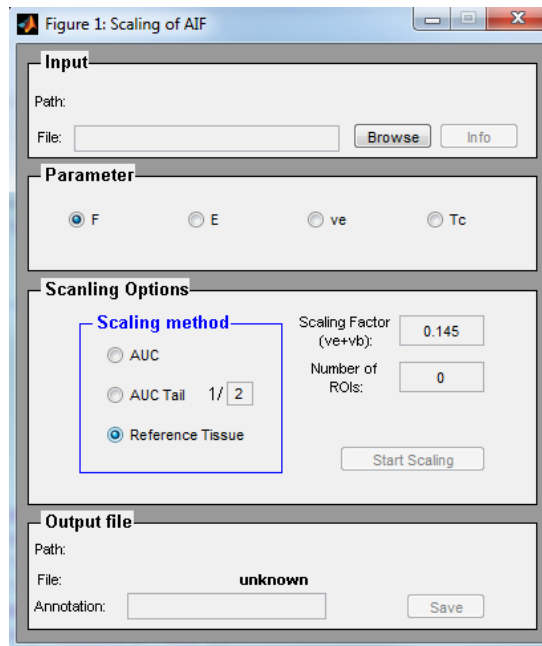 Figure 1: Scaling of AIF
Input
Path:
File:
Browse
Info
Parameter
F
E
ve
Tc
Scanling Options
Scaling method
AUC
AUC Tail 1/ 2
Reference Tissue
Scaling Factor
(ve+vb):
0.145
Number of
ROIs:
0
Start Scaling
Output file
Path:
File: unknown
Annotation:
Save